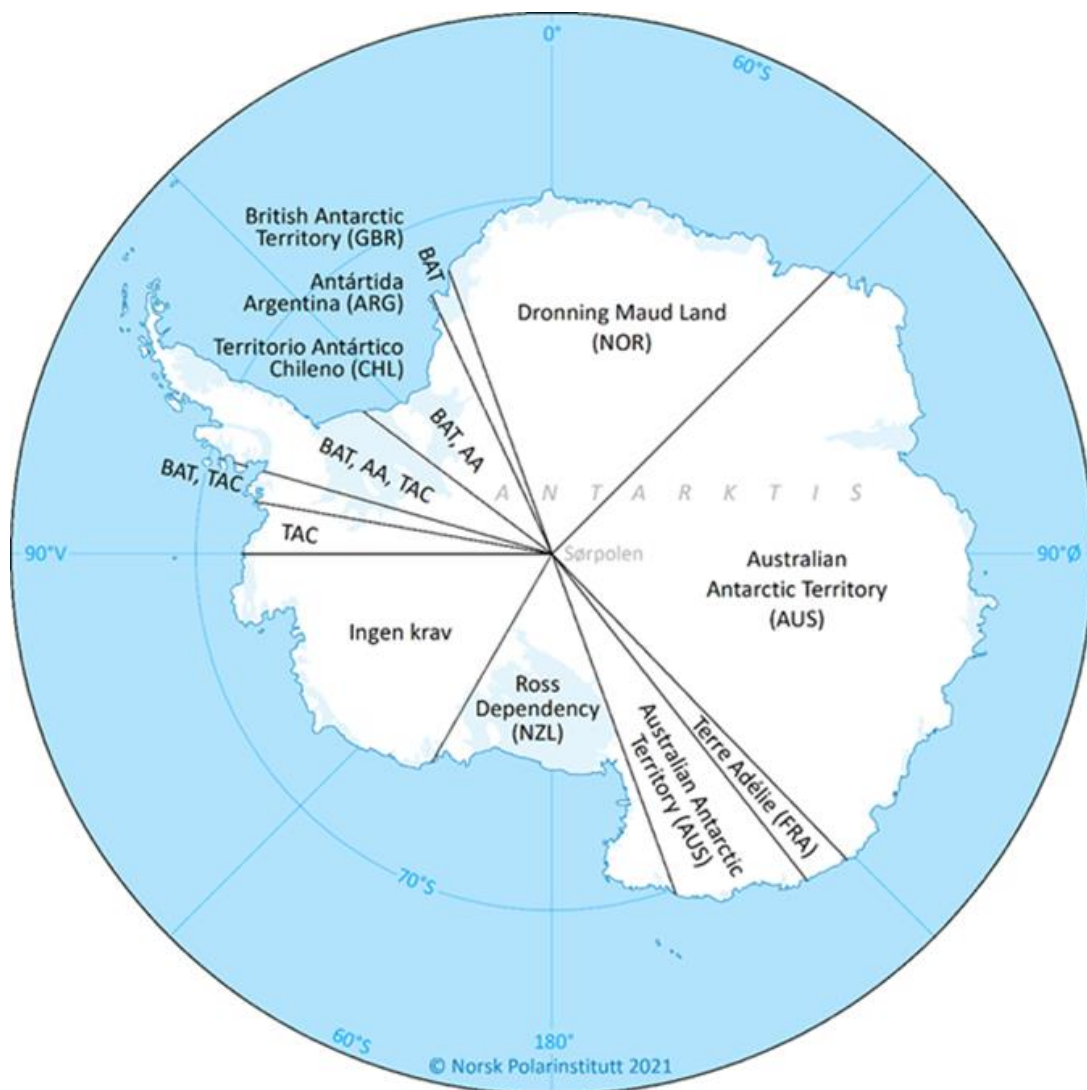 0°
60°S
British Antarctic
Territory (GBR)
BAT
Antártida
Argentina (ARG)
Dronning Maud Land
(NOR)
Territorio Antártico
Chileno (CHL)
BAT, AA
BAT, AA, TAC
BAT, TAC
ANTARKTIS
TAC
90°V
Sørpolen
90°Ø
Australian
Antarctic Territory
(AUS)
Ingen krav
Ross
Dependency
(NZL)
Australian Antarctic
Territory (AUS)
Terre Adélie (FRA)
70°S
60°S
180°
© Norsk Polarinstitutt 2021